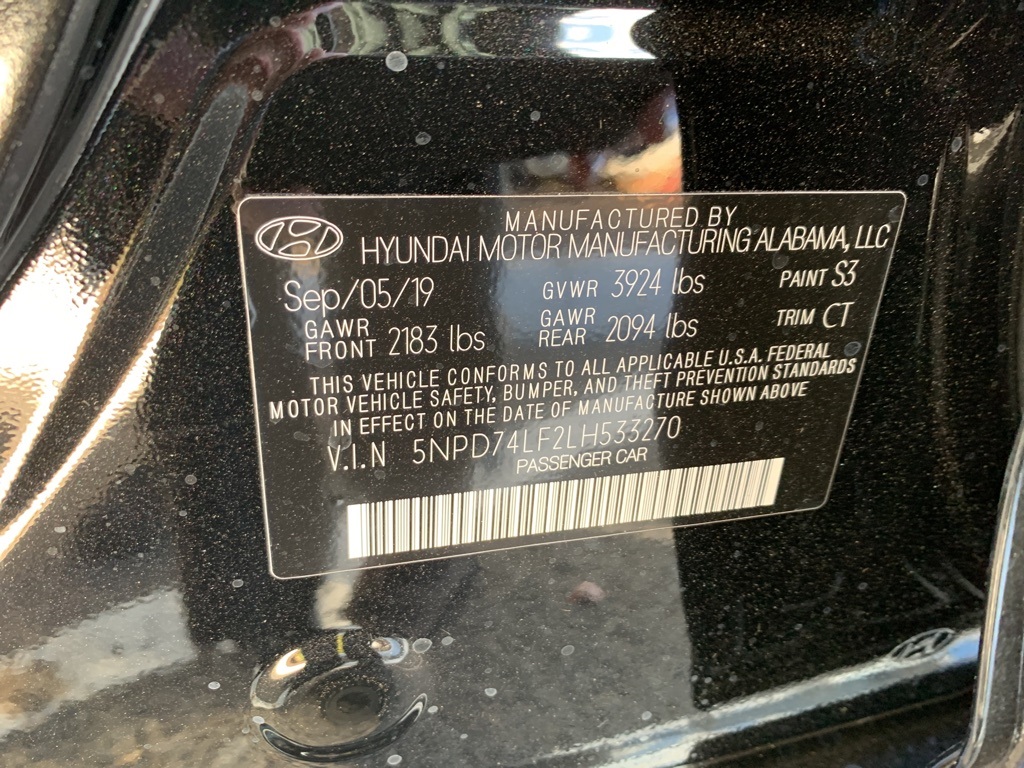 MANUFACTURED BY
HYUNDAI MOTOR MANUFACTURING ALABAMA, LLC
Sep/05/19 GVWR 3924 lbs PAINT S3
GAWR FRONT 2183 lbs GAWR REAR 2094 lbs TRIM CT
THIS VEHICLE CONFORMS TO ALL APPLICABLE U.S.A. FEDERAL
MOTOR VEHICLE SAFETY, BUMPER, AND THEFT PREVENTION STANDARDS
IN EFFECT ON THE DATE OF MANUFACTURE SHOWN ABOVE
V.I.N 5NPD74LF2LH533270
PASSENGER CAR